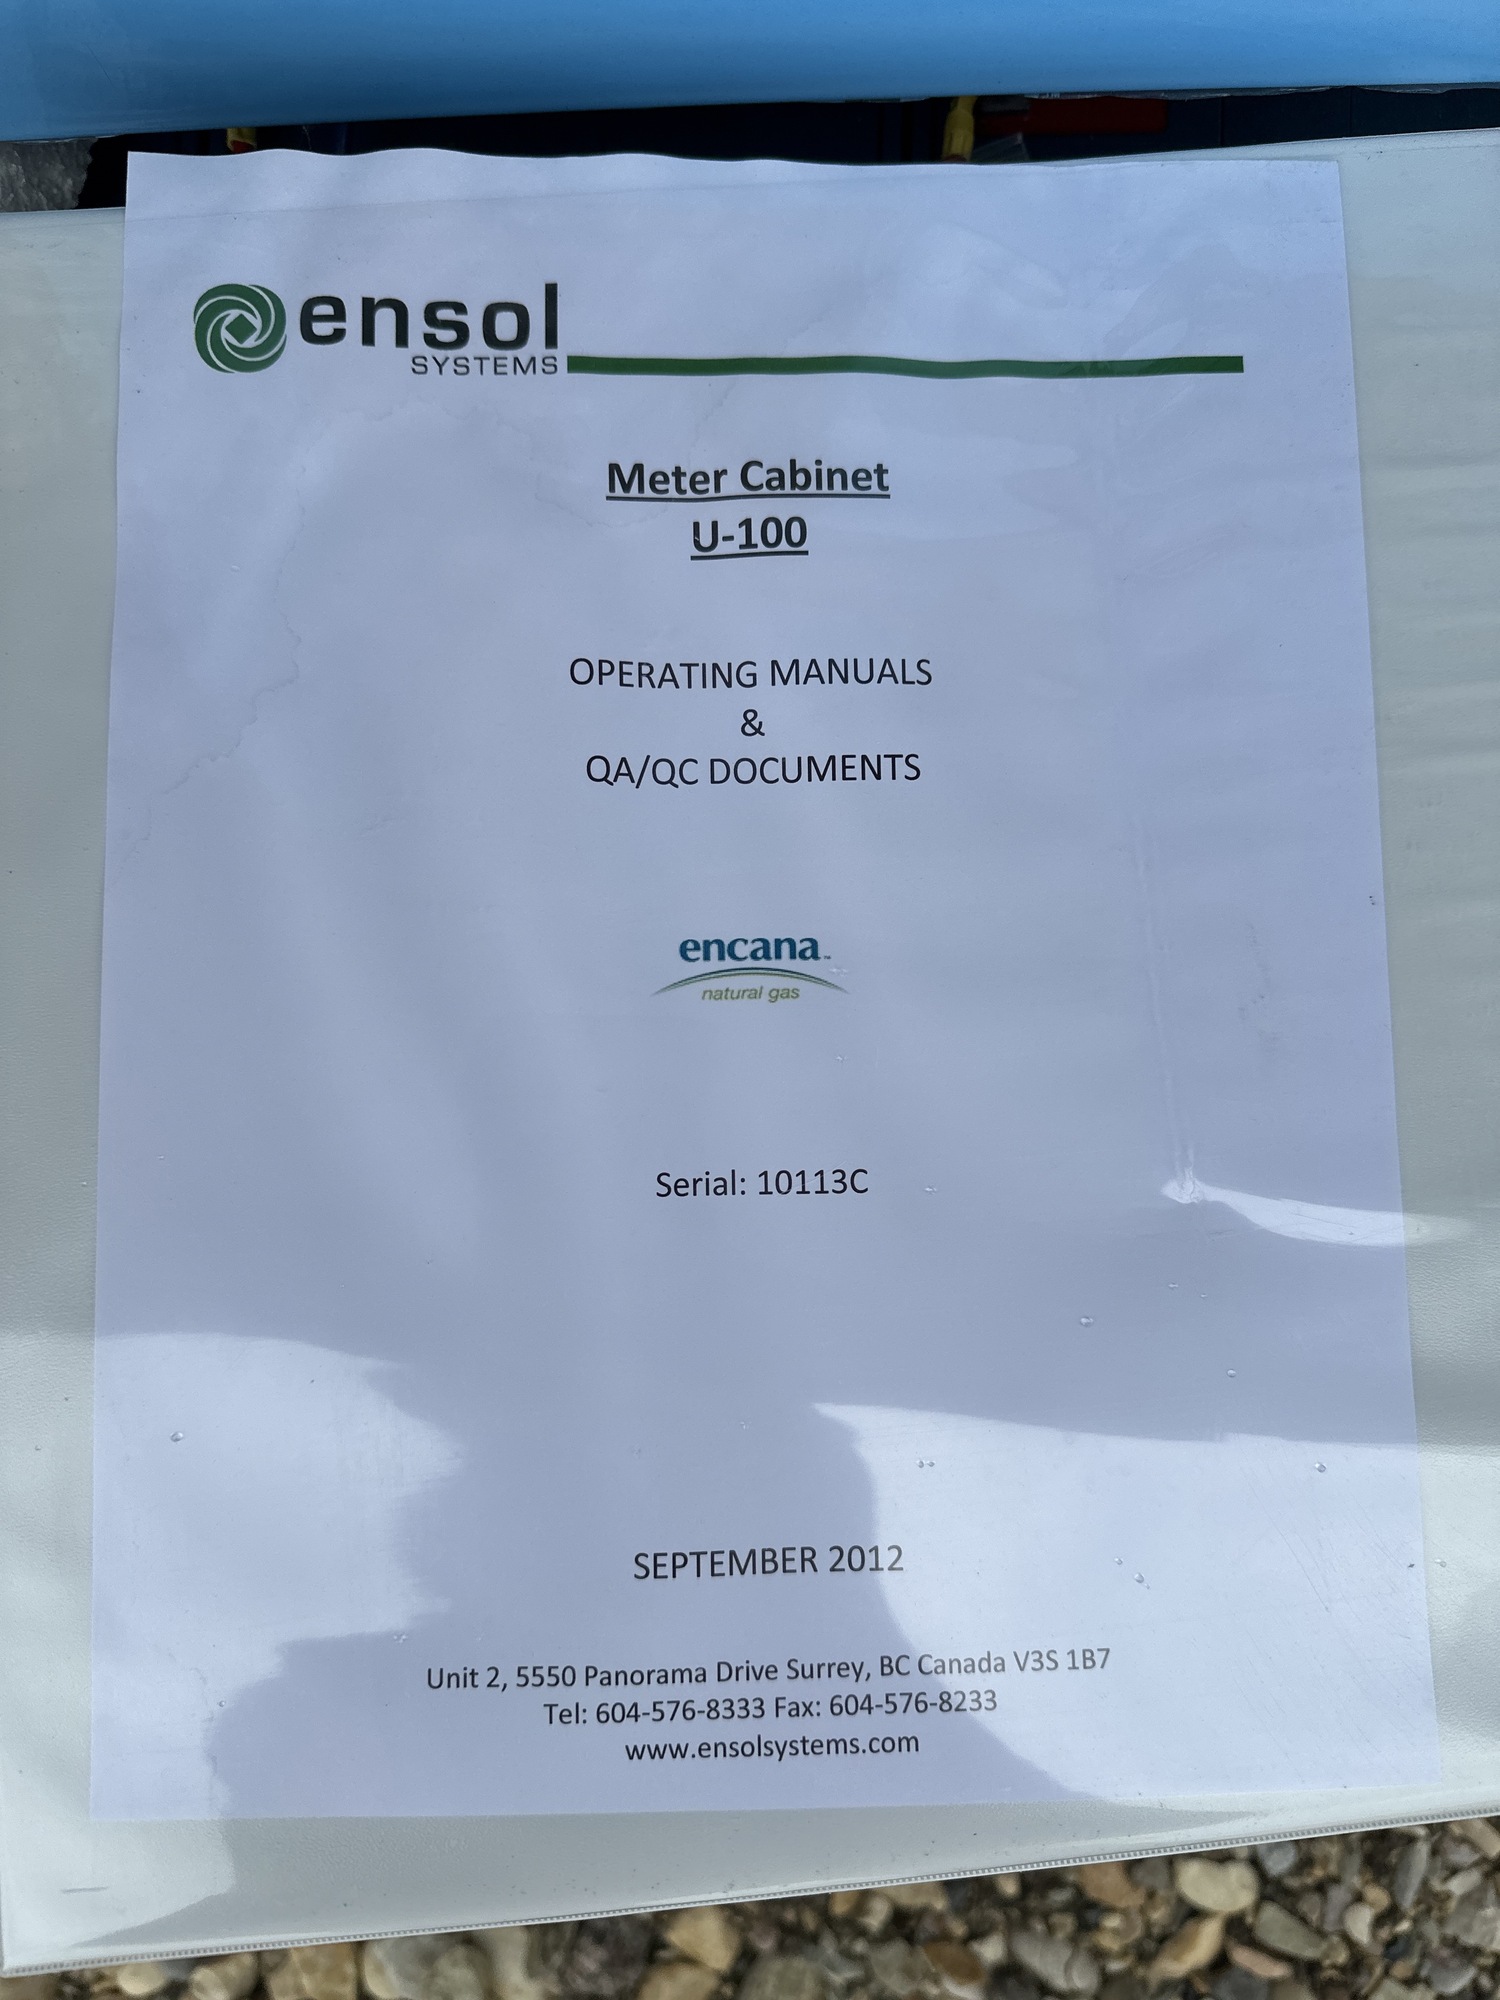 ensol
SYSTEMS
Meter Cabinet
U-100
OPERATING MANUALS
&
QA/QC DOCUMENTS
encana™
natural gas
Serial: 10113C
SEPTEMBER 2012
Unit 2, 5550 Panorama Drive Surrey, BC Canada V3S 1B7
Tel: 604-576-8333 Fax: 604-576-8233
www.ensolsystems.com